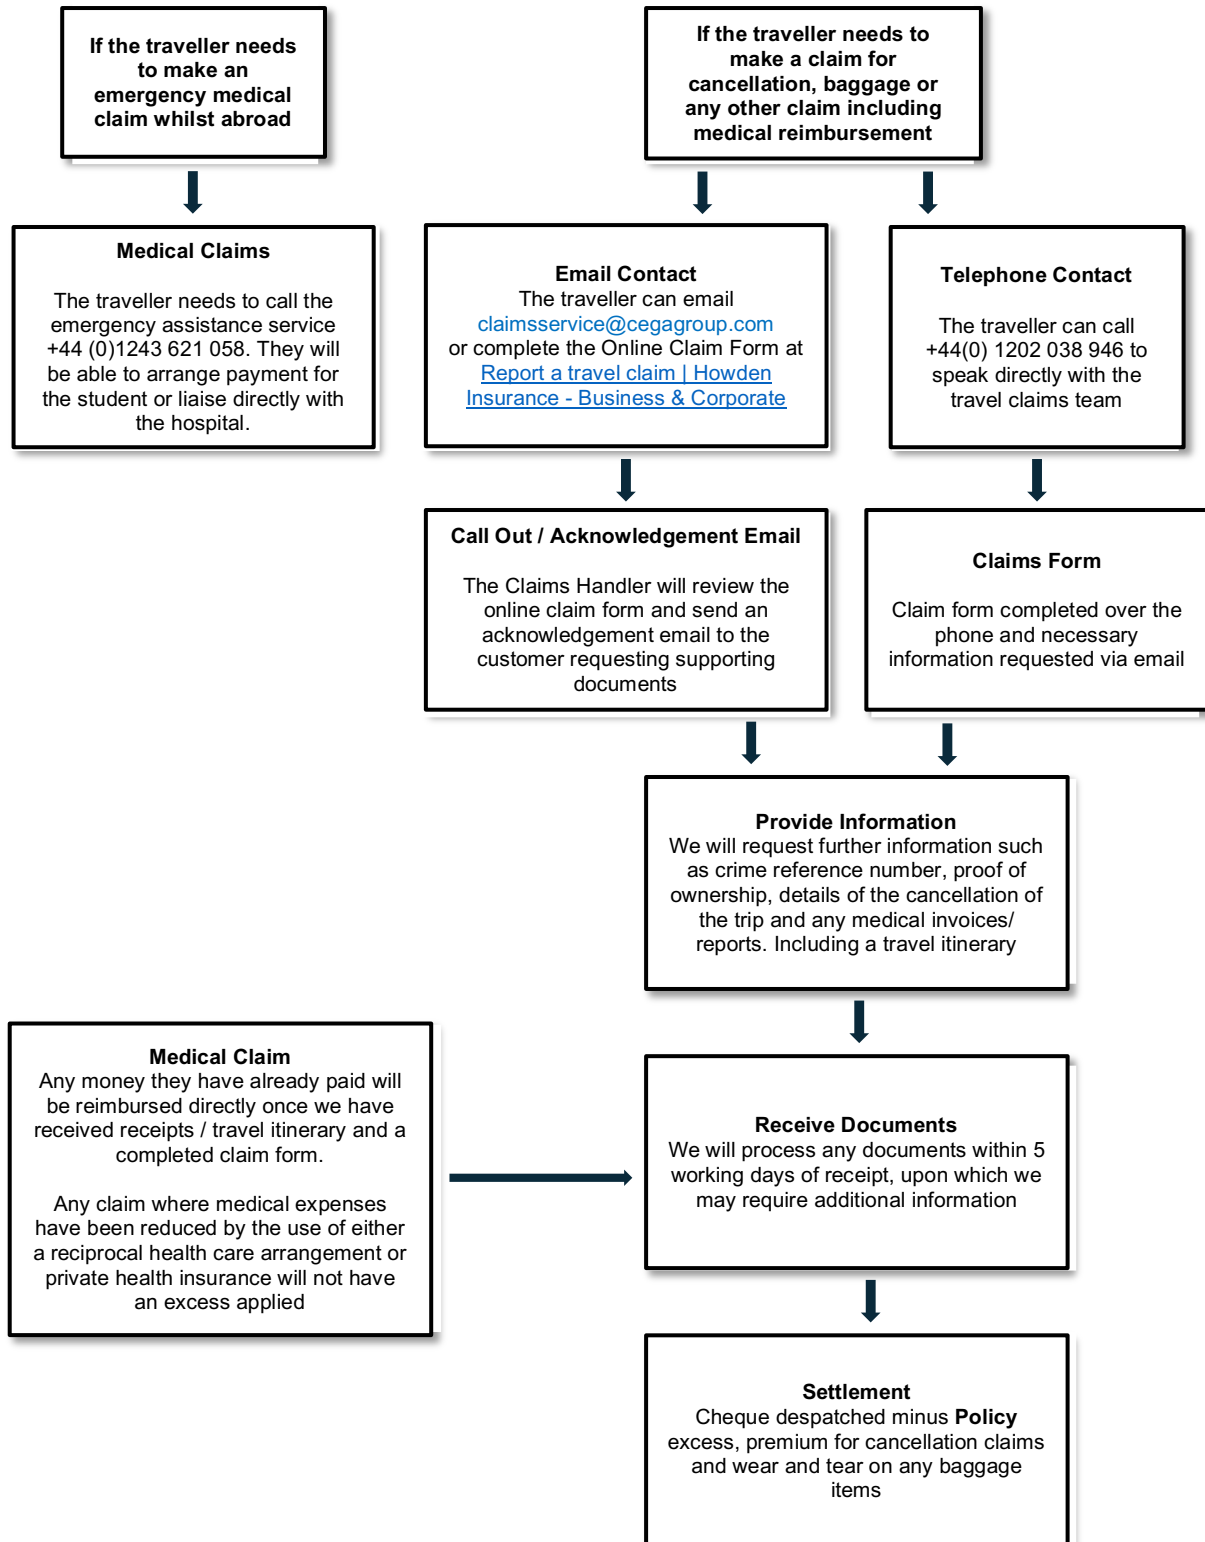 If the traveller needs
to make an
emergency medical
claim whilst abroad
If the traveller needs to
make a claim for
cancellation, baggage or
any other claim including
medical reimbursement
Medical Claims
The traveller needs to call the
emergency assistance service
+44 (0)1243 621 058. They will
be able to arrange payment for
the student or liaise directly with
the hospital.
Email Contact
The traveller can email
claimsservice@cegagroup.com
or complete the Online Claim Form at
Report a travel claim | Howden
Insurance - Business & Corporate
Telephone Contact
The traveller can call
+44(0) 1202 038 946 to
speak directly with the
travel claims team
Call Out / Acknowledgement Email
The Claims Handler will review the
online claim form and send an
acknowledgement email to the
customer requesting supporting
documents
Claims Form
Claim form completed over the
phone and necessary
information requested via email
Provide Information
We will request further information such
as crime reference number, proof of
ownership, details of the cancellation of
the trip and any medical invoices/
reports. Including a travel itinerary
Medical Claim
Any money they have already paid will
be reimbursed directly once we have
received receipts / travel itinerary and a
completed claim form.
Any claim where medical expenses
have been reduced by the use of either
a reciprocal health care arrangement or
private health insurance will not have
an excess applied
Receive Documents
We will process any documents within 5
working days of receipt, upon which we
may require additional information
Settlement
Cheque despatched minus Policy
excess, premium for cancellation claims
and wear and tear on any baggage
items